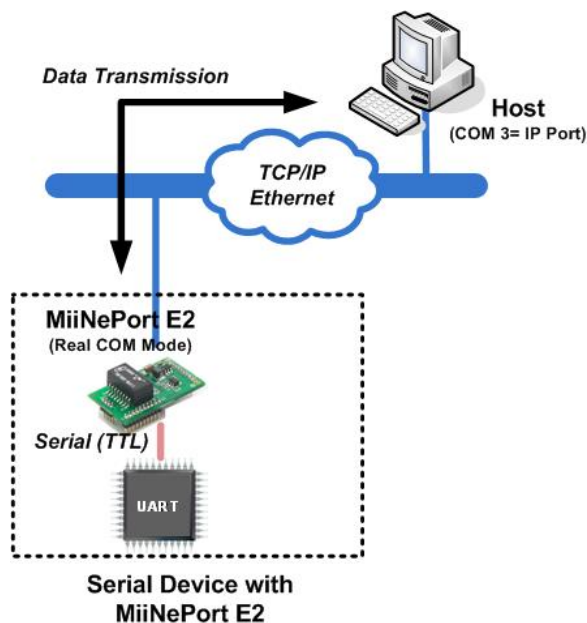 Data Transmission
Host
(COM 3= IP Port)
TCP/IP
Ethernet
MiiNePort E2
(Real COM Mode)
Serial (TTL)
UART
Serial Device with
MiiNePort E2